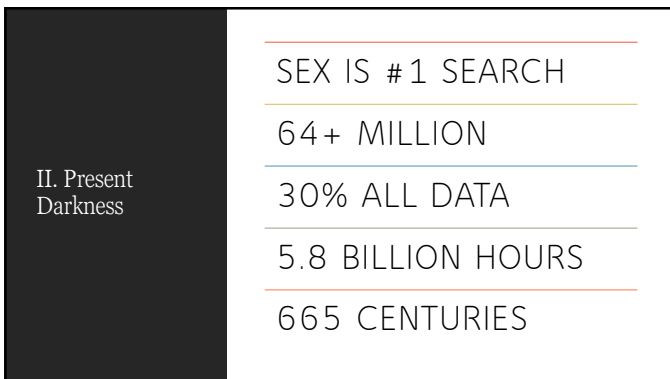 II. Present
Darkness
SEX IS #1 SEARCH
64+ MILLION
30% ALL DATA
5.8 BILLION HOURS
665 CENTURIES